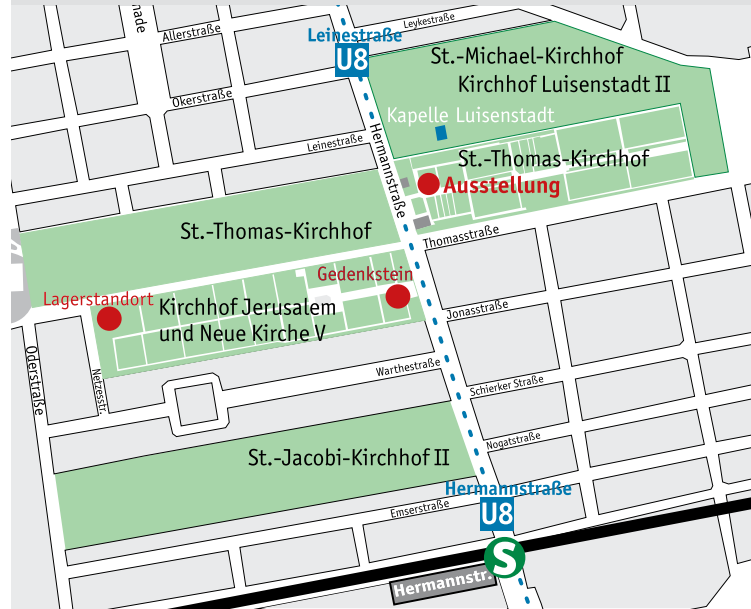 nade
Allerstraße
Leykestraße
Leinestraße
U8
St.-Michael-Kirchhof
Kirchhof Luisenstadt II
Okerstraße
Kapelle Luisenstadt
Leinestraße
Hermannstraße
St.-Thomas-Kirchhof
Ausstellung
St.-Thomas-Kirchhof
Thomasstraße
Gedenkstein
Lagerstandort
Kirchhof Jerusalem
und Neue Kirche V
Jonasstraße
Oderstraße
Netzestr.
Warthestraße
Schierker Straße
Nogatstraße
St.-Jacobi-Kirchhof II
Hermannstraße
U8
Emserstraße
S
Hermannstr.